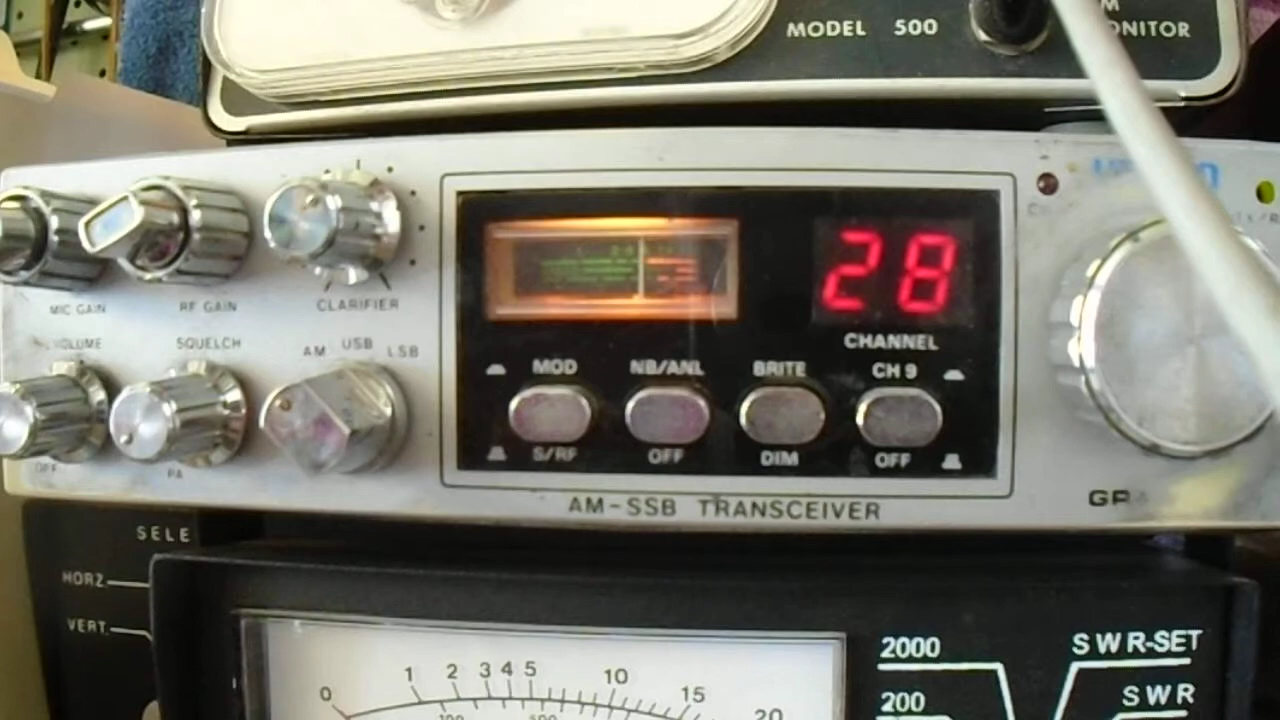 MODEL 500
MIC GAIN
RF GAIN
CLARIFIER
VOLUME
SQUELCH
AM
USB
LSB
OFF
PA
28
CHANNEL
MOD
NB/ANL
BRITE
CH 9
S/RF
OFF
DIM
OFF
AM-SSB TRANSCEIVER
SELE
HORZ
VERT
0 1 2 3 4 5 10 15 20
2000
SWR-SET
200
SWR